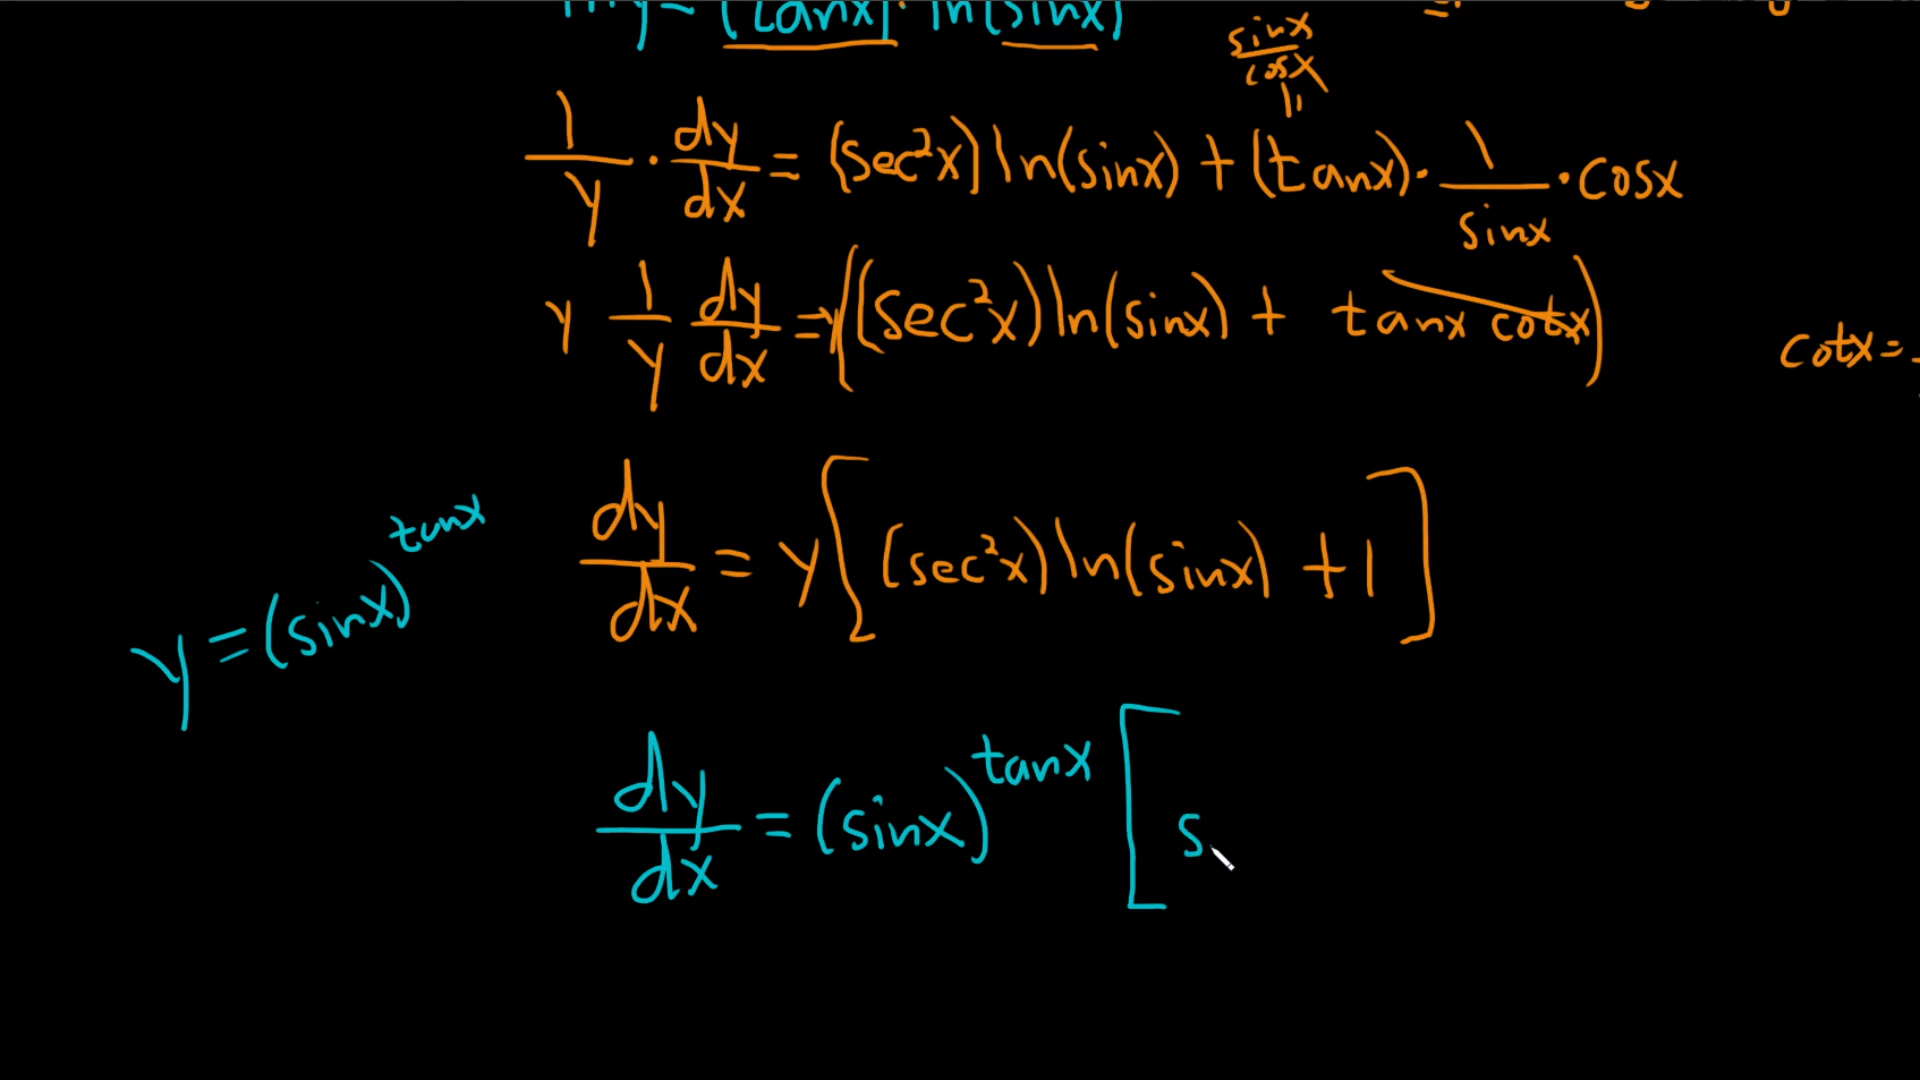 ln y = (tanx) · ln(sinx)
sinx
cosx
11
1/y · dy/dx = (sec²x) ln(sinx) + (tanx) · 1/sinx · cosx
y 1/y dy/dx = y((sec²x) ln(sinx) + tanx cotx)
cotx =
dy/dx = y[(sec²x) ln(sinx) + 1]
y = (sinx)^tanx
dy/dx = (sinx)^tanx [ s